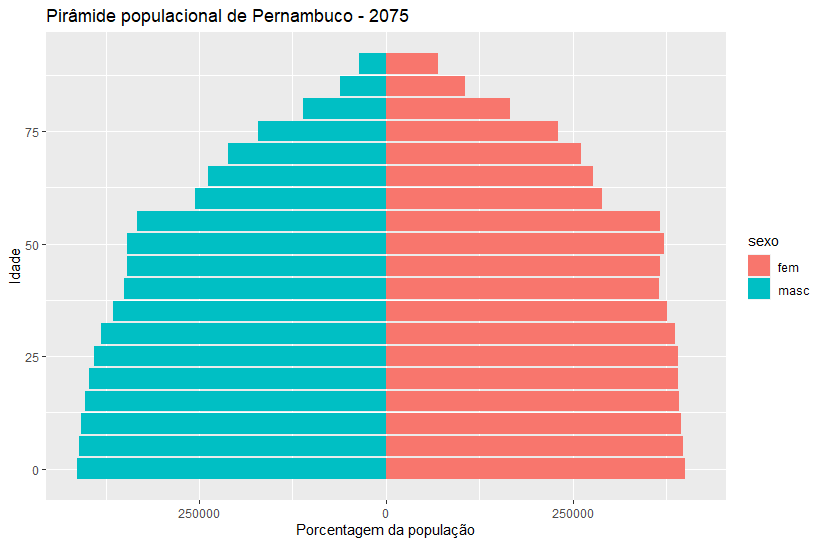 Pirâmide populacional de Pernambuco - 2075
75
50
25
0
Idade
250000
0
250000
Porcentagem da população
sexo
fem
masc